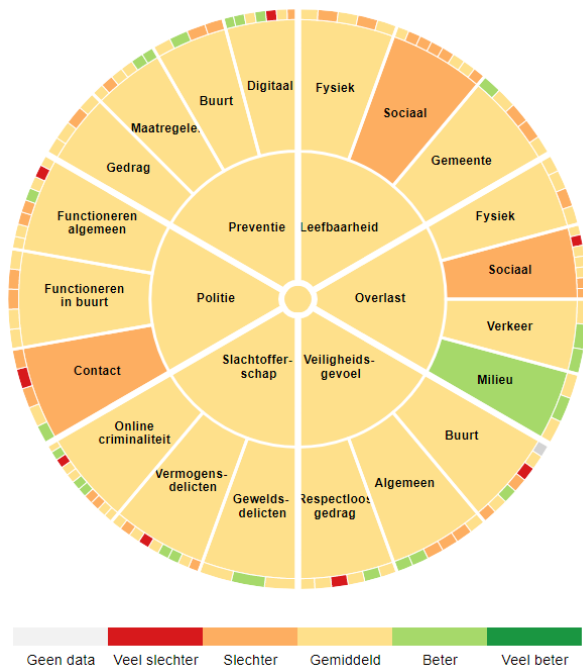 Digitaal
Fysiek
Buurt
Sociaal
Maatregele.
Gemeente
Gedrag
Preventie
Leefbaarheid
Functioneren
algemeen
Fysiek
Functioneren
in buurt
Politie
Overlast
Sociaal
Verkeer
Contact
Slachtoffer-
schap
Veiligheids-
gevoel
Milieu
Online
criminaliteit
Buurt
Vermogens-
delicten
Algemeen
Gewelds-
delicten
Respectloos
gedrag
Geen data
Veel slechter
Slechter
Gemiddeld
Beter
Veel beter